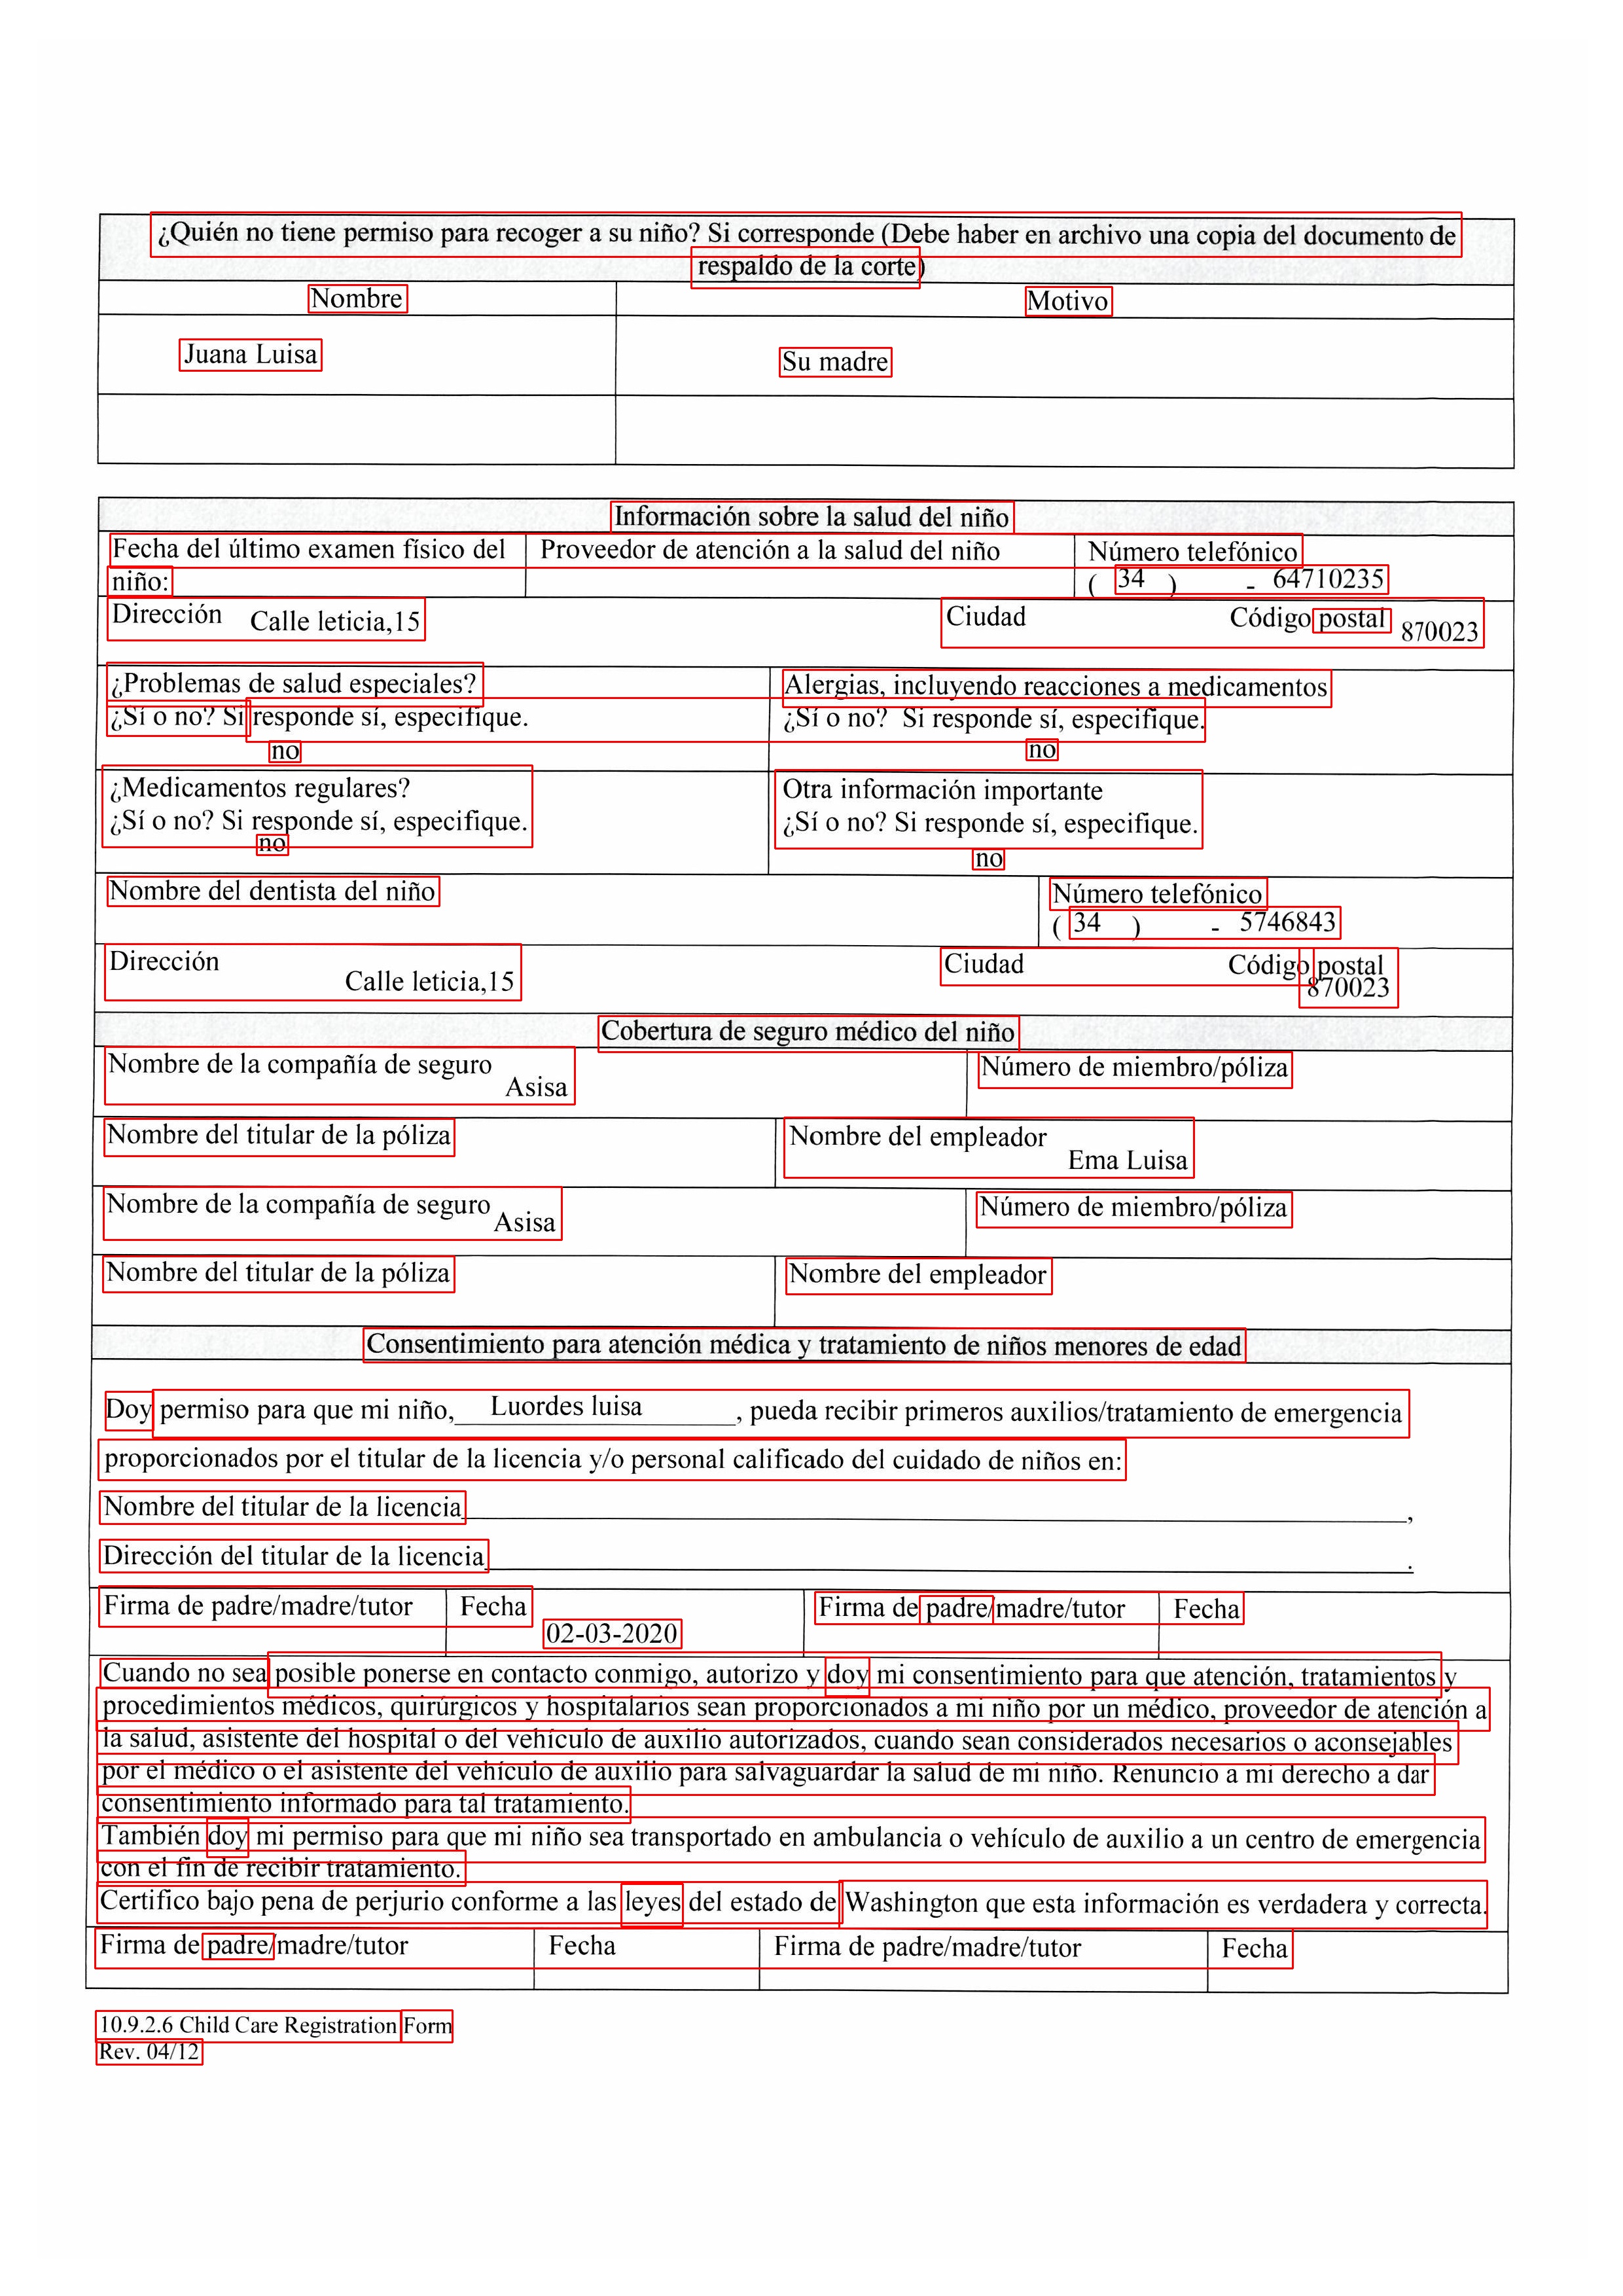 ¿Quién no tiene permiso para recoger a su niño? Si corresponde (Debe haber en archivo una copia del documento de
respaldo de la corte)
Nombre Motivo
Juana Luisa Su madre
Información sobre la salud del niño
Fecha del último examen físico del Proveedor de atención a la salud del niño Número telefónico
niño: ( 34 ) - 64710235
Dirección Calle leticia,15 Ciudad Código postal 870023
¿Problemas de salud especiales? Alergias, incluyendo reacciones a medicamentos
¿Sí o no? Si responde sí, especifique. ¿Sí o no? Si responde sí, especifique.
no no
¿Medicamentos regulares? Otra información importante
¿Sí o no? Si responde sí, especifique. ¿Sí o no? Si responde sí, especifique.
no no
Nombre del dentista del niño Número telefónico
( 34 ) - 5746843
Dirección Ciudad Código postal
Calle leticia,15 870023
Cobertura de seguro médico del niño
Nombre de la compañía de seguro Número de miembro/póliza
Asisa
Nombre del titular de la póliza Nombre del empleador
Ema Luisa
Nombre de la compañía de seguro Número de miembro/póliza
Asisa
Nombre del titular de la póliza Nombre del empleador
Consentimiento para atención médica y tratamiento de niños menores de edad
Doy permiso para que mi niño, Luordes luisa , pueda recibir primeros auxilios/tratamiento de emergencia
proporcionados por el titular de la licencia y/o personal calificado del cuidado de niños en:
Nombre del titular de la licencia ,
Dirección del titular de la licencia .
Firma de padre/madre/tutor Fecha Firma de padre/madre/tutor Fecha
02-03-2020
Cuando no sea posible ponerse en contacto conmigo, autorizo y doy mi consentimiento para que atención, tratamientos y
procedimientos médicos, quirúrgicos y hospitalarios sean proporcionados a mi niño por un médico, proveedor de atención a
la salud, asistente del hospital o del vehículo de auxilio autorizados, cuando sean considerados necesarios o aconsejables
por el médico o el asistente del vehículo de auxilio para salvaguardar la salud de mi niño. Renuncio a mi derecho a dar
consentimiento informado para tal tratamiento.
También doy mi permiso para que mi niño sea transportado en ambulancia o vehículo de auxilio a un centro de emergencia
con el fin de recibir tratamiento.
Certifico bajo pena de perjurio conforme a las leyes del estado de Washington que esta información es verdadera y correcta.
Firma de padre/madre/tutor Fecha Firma de padre/madre/tutor Fecha
10.9.2.6 Child Care Registration Form
Rev. 04/12